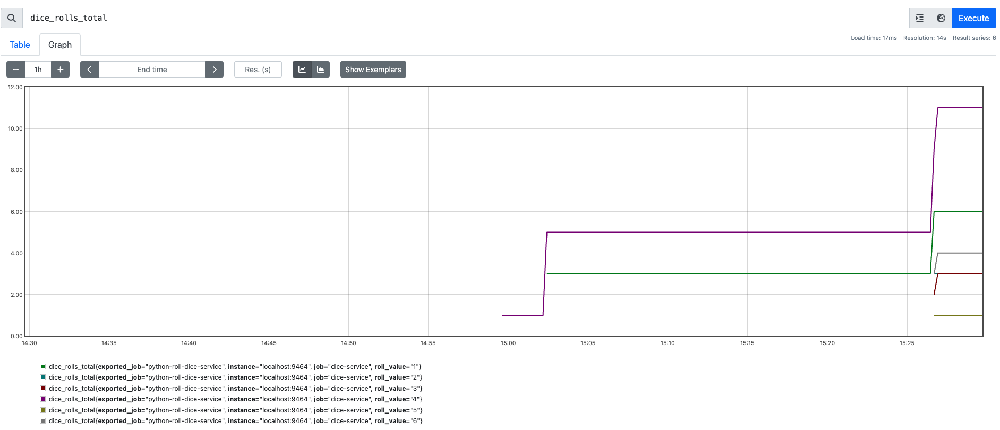 dice_rolls_total
Execute
Load time: 17ms Resolution: 14s Result series: 6
Table
Graph
1h
End time
Res. (s)
Show Exemplars
12.00
10.00
8.00
6.00
4.00
2.00
0.00
14:30 14:35 14:40 14:45 14:50 14:55 15:00 15:05 15:10 15:15 15:20 15:25
dice_rolls_total{exported_job="python-roll-dice-service", instance="localhost:9464", job="dice-service", roll_value="1"}
dice_rolls_total{exported_job="python-roll-dice-service", instance="localhost:9464", job="dice-service", roll_value="2"}
dice_rolls_total{exported_job="python-roll-dice-service", instance="localhost:9464", job="dice-service", roll_value="3"}
dice_rolls_total{exported_job="python-roll-dice-service", instance="localhost:9464", job="dice-service", roll_value="4"}
dice_rolls_total{exported_job="python-roll-dice-service", instance="localhost:9464", job="dice-service", roll_value="5"}
dice_rolls_total{exported_job="python-roll-dice-service", instance="localhost:9464", job="dice-service", roll_value="6"}